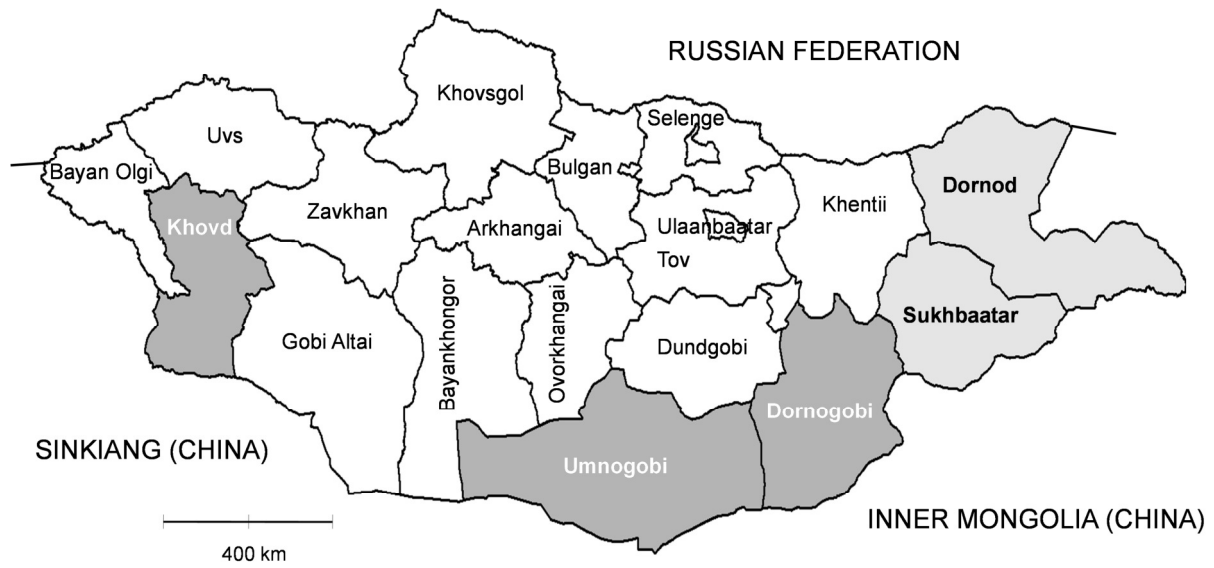 RUSSIAN FEDERATION
Khovsgol
Selenge
Uvs
Bulgan
Bayan Olgi
Dornod
Zavkhan
Khentii
Khovd
Arkhangai
Ulaanbaatar
Tov
Sukhbaatar
Gobi Altai
Bayankhongor
Ovorkhangai
Dundgobi
Dornogobi
SINKIANG (CHINA)
Umnogobi
INNER MONGOLIA (CHINA)
400 km